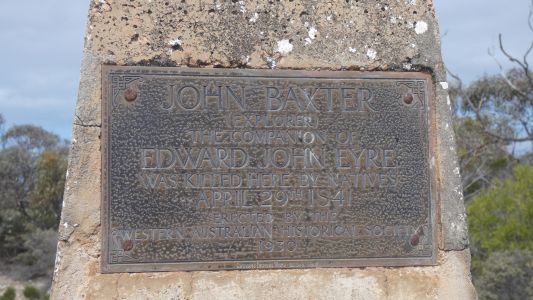 JOHN BAXTER
(EXPLORER)
THE COMPANION OF
EDWARD JOHN EYRE
WAS KILLED HERE BY NATIVES
APRIL 29TH 1841
ERECTED BY THE
WESTERN AUSTRALIAN HISTORICAL SOCIETY
1930